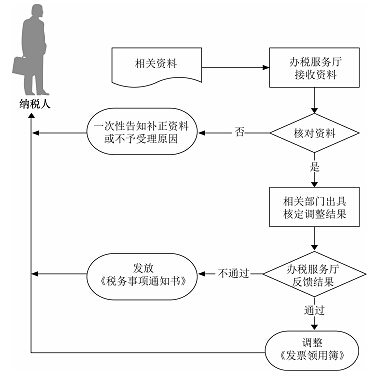 相关资料
办税服务厅
接收资料
纳税人
一次性告知补正资料
或不予受理原因
否
核对资料
是
相关部门出具
核定调整结果
发放
《税务事项通知书》
不通过
办税服务厅
反馈结果
通过
调整
《发票领用簿》